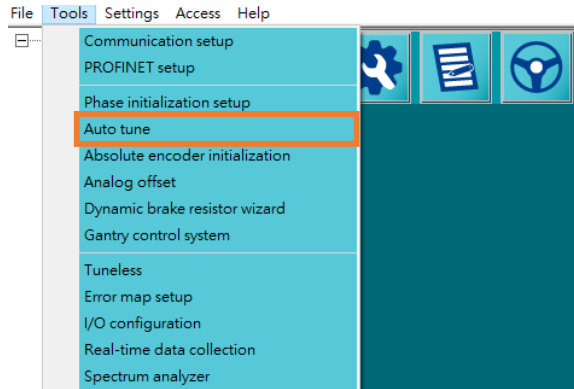 File Tools Settings Access Help
Communication setup
PROFINET setup
Phase initialization setup
Auto tune
Absolute encoder initialization
Analog offset
Dynamic brake resistor wizard
Gantry control system
Tuneless
Error map setup
I/O configuration
Real-time data collection
Spectrum analyzer